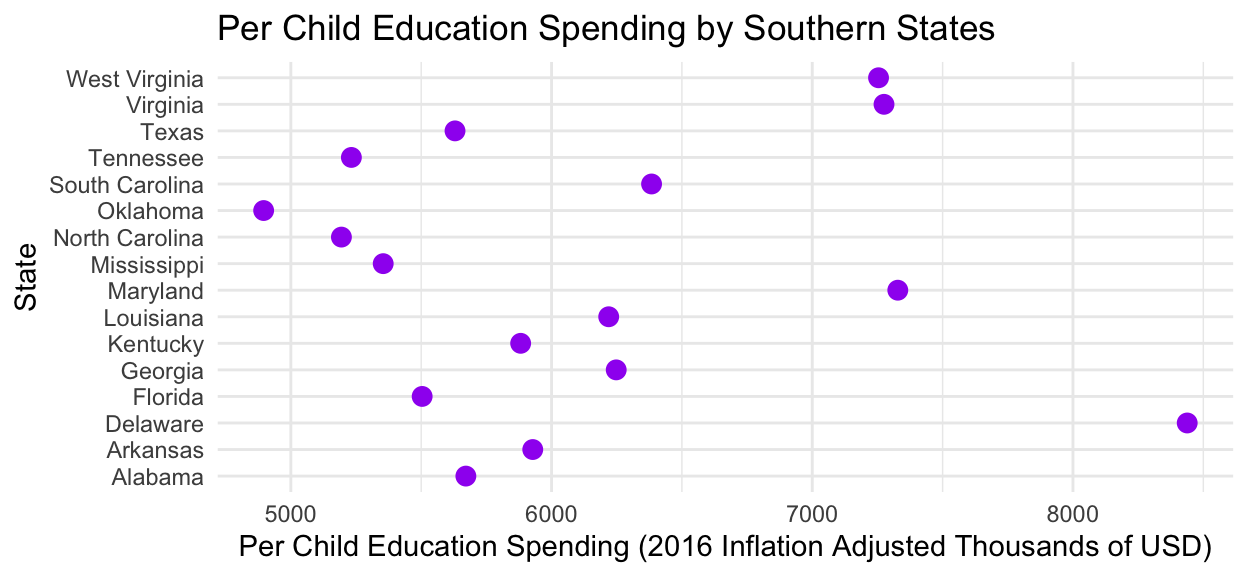 Per Child Education Spending by Southern States
West Virginia
Virginia
Texas
Tennessee
South Carolina
Oklahoma
North Carolina
Mississippi
Maryland
Louisiana
Kentucky
Georgia
Florida
Delaware
Arkansas
Alabama
State
5000 6000 7000 8000
Per Child Education Spending (2016 Inflation Adjusted Thousands of USD)